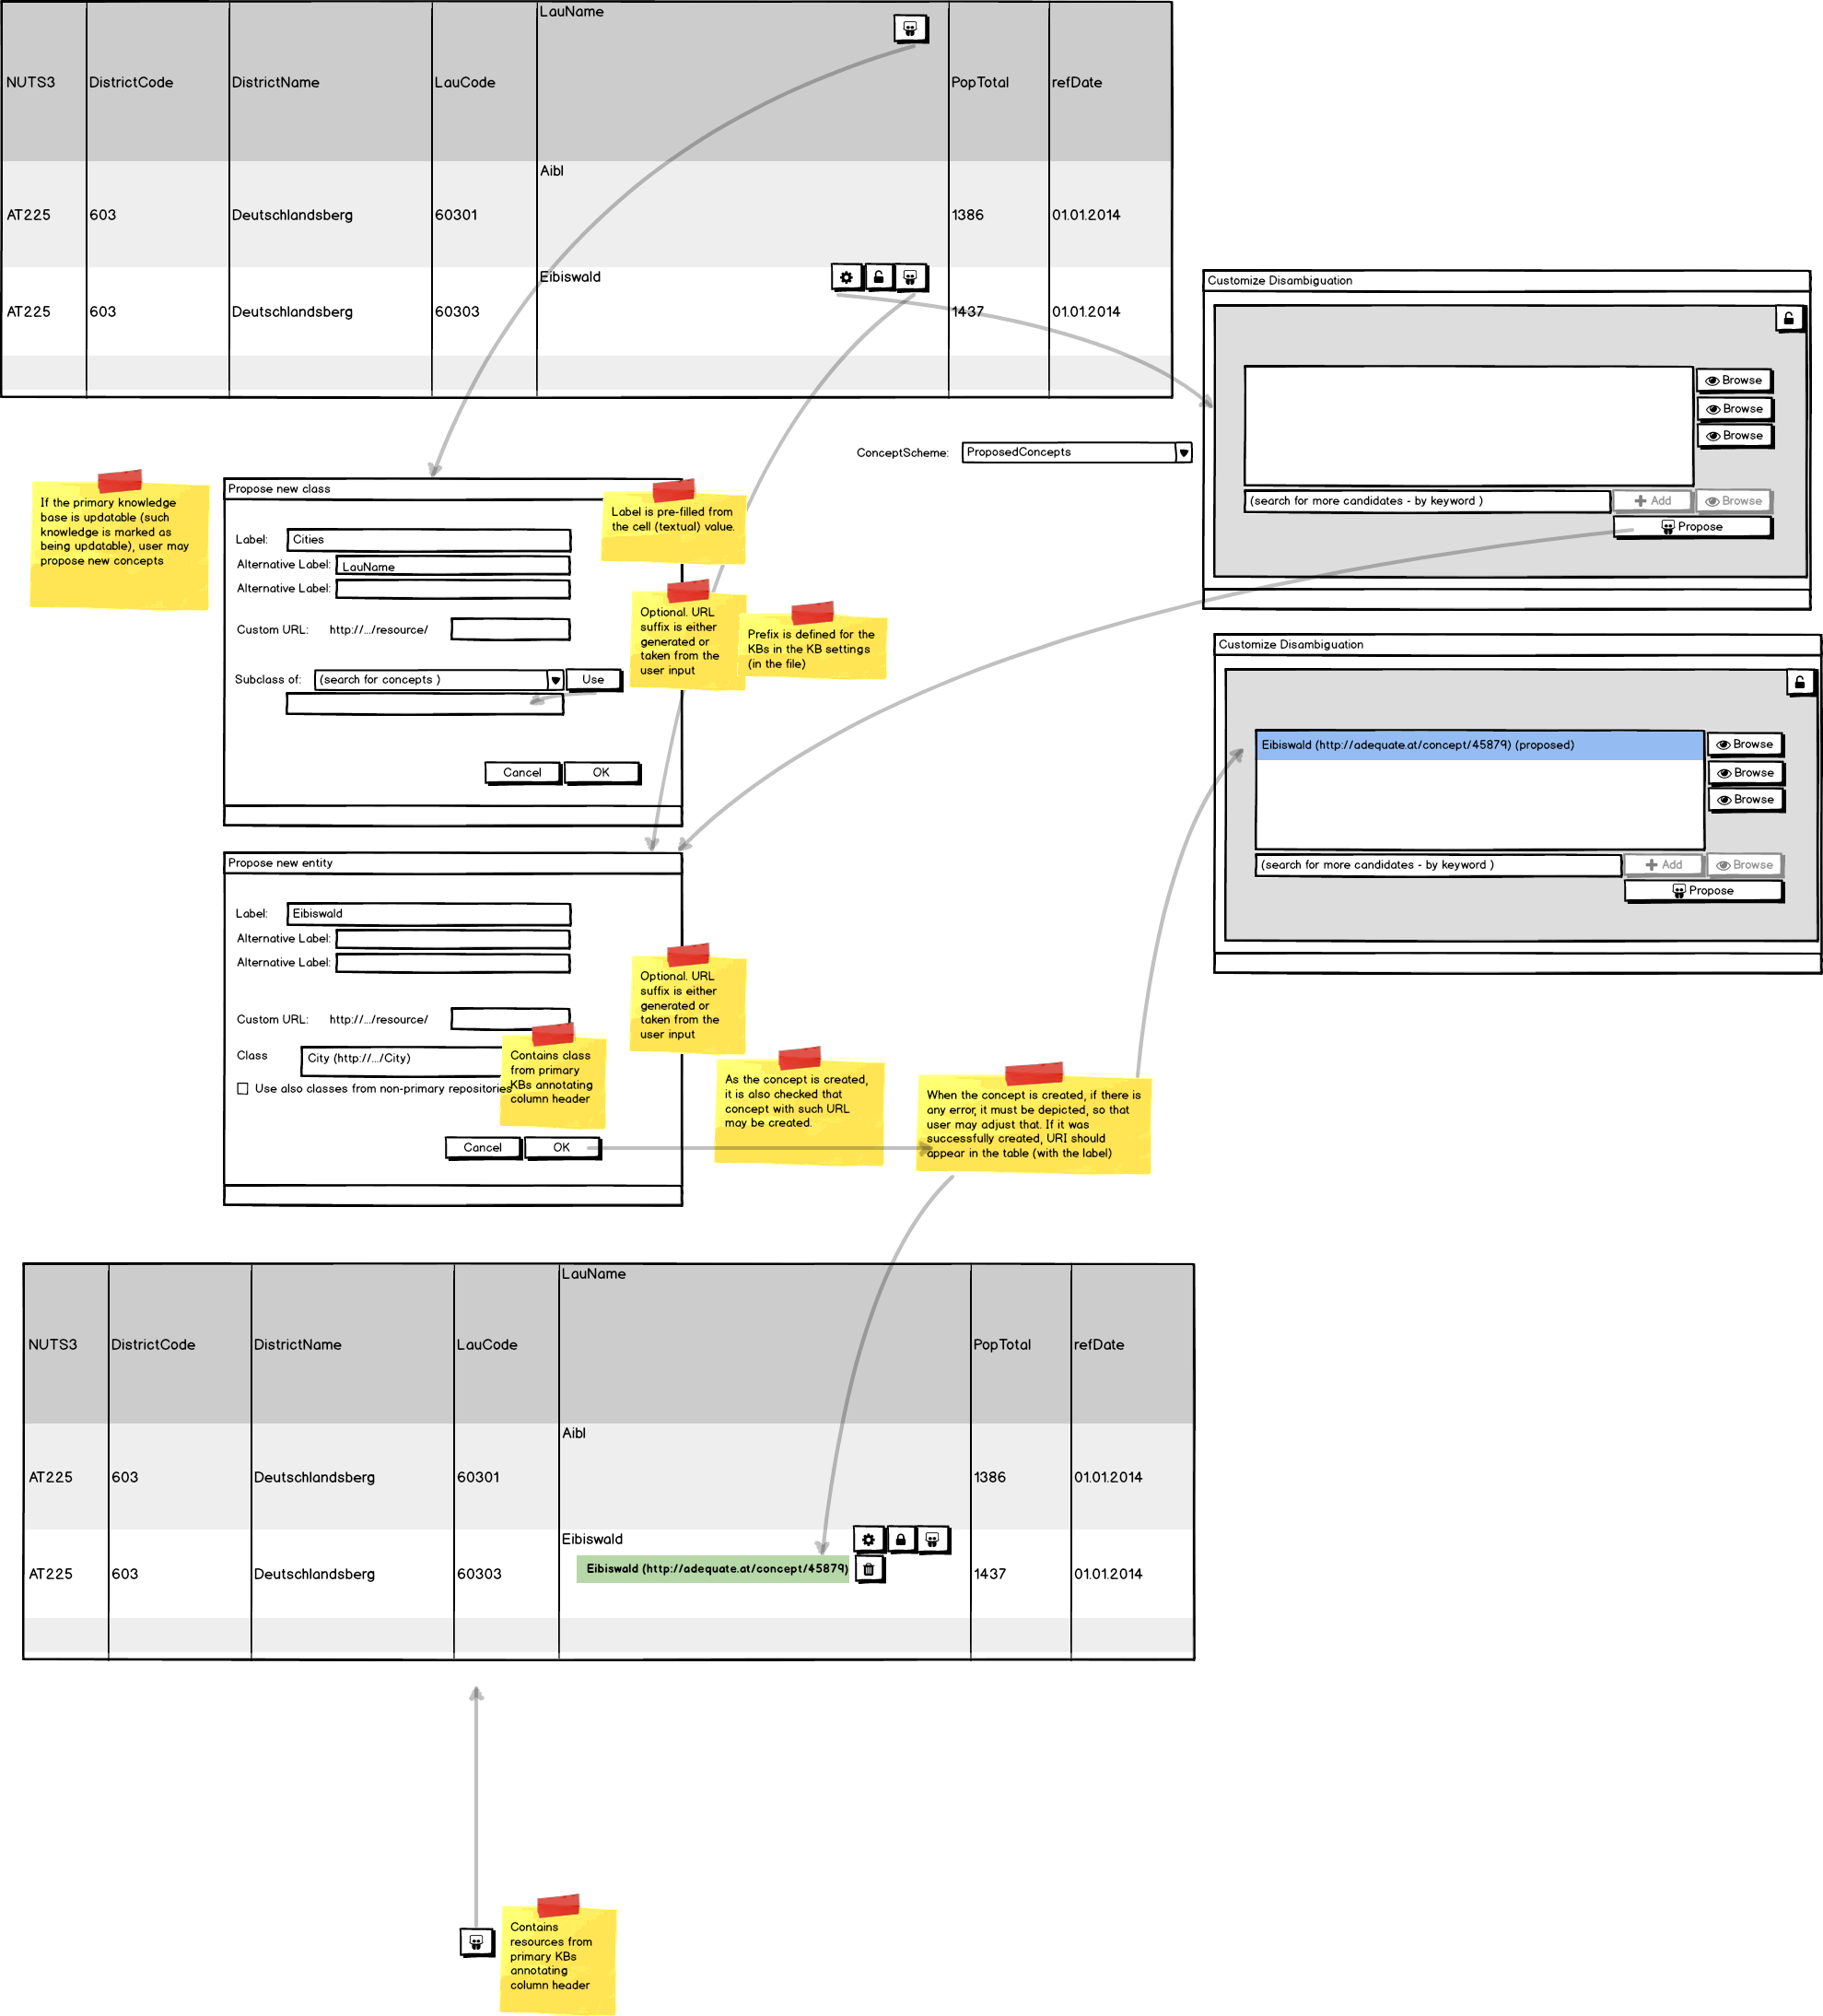 LauName
NUTS3 DistrictCode DistrictName LauCode PopTotal refDate
Aibl
AT225 603 Deutschlandsberg 60301 1386 01.01.2014
Eibiswald
AT225 603 Deutschlandsberg 60303 1437 01.01.2014
Customize Disambiguation
Browse
Browse
Browse
(search for more candidates - by keyword ) Add Browse
Propose
ConceptScheme: ProposedConcepts
If the primary knowledge
base is updatable (such
knowledge is marked as
being updatable), user may
propose new concepts
Propose new class
Label: Cities
Alternative Label: LauName
Alternative Label:
Custom URL: http://.../resource/
Subclass of: (search for concepts ) Use
Cancel OK
Label is pre-filled from
the cell (textual) value.
Optional. URL
suffix is either
generated or
taken from the
user input
Prefix is defined for the
KBs in the KB settings
(in the file)
Customize Disambiguation
Eibiswald (http://adequate.at/concept/45879) (proposed)
Browse
Browse
Browse
(search for more candidates - by keyword ) Add Browse
Propose
Propose new entity
Label: Eibiswald
Alternative Label:
Alternative Label:
Custom URL: http://.../resource/
Class City (http://.../City)
Use also classes from non-primary repositories
Cancel OK
Contains class
from primary
KBs annotating
column header
Optional. URL
suffix is either
generated or
taken from the
user input
As the concept is created,
it is also checked that
concept with such URL
may be created.
When the concept is created, if there is
any error, it must be depicted, so that
user may adjust that. If it was
successfully created, URI should
appear in the table (with the label)
LauName
NUTS3 DistrictCode DistrictName LauCode PopTotal refDate
Aibl
AT225 603 Deutschlandsberg 60301 1386 01.01.2014
Eibiswald
Eibiswald (http://adequate.at/concept/45879)
AT225 603 Deutschlandsberg 60303 1437 01.01.2014
Contains
resources from
primary KBs
annotating
column header